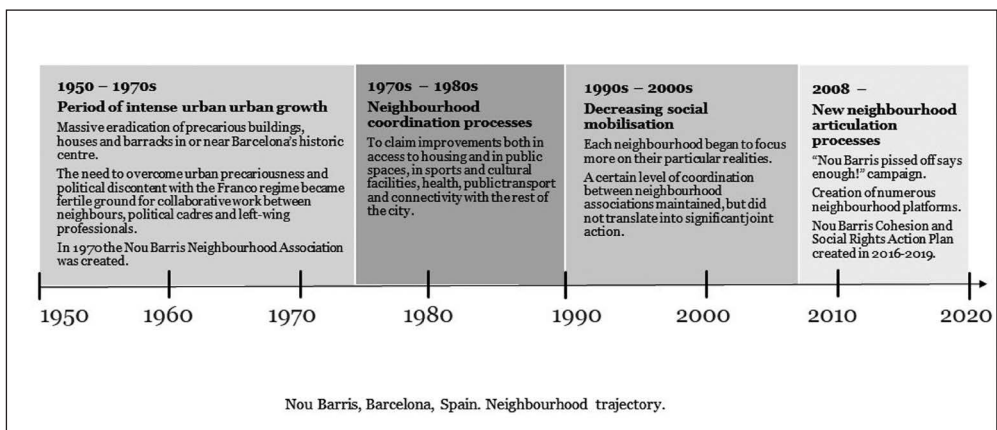 1950 – 1970s
Period of intense urban urban growth
Massive eradication of precarious buildings,
houses and barracks in or near Barcelona's historic
centre.
The need to overcome urban precariousness and
political discontent with the Franco regime became
fertile ground for collaborative work between
neighbours, political cadres and left-wing
professionals.
In 1970 the Nou Barris Neighbourhood Association
was created.
1970s – 1980s
Neighbourhood
coordination processes
To claim improvements both in
access to housing and in public
spaces, in sports and cultural
facilities, health, public transport
and connectivity with the rest of
the city.
1990s – 2000s
Decreasing social
mobilisation
Each neighbourhood began to focus
more on their particular realities.
A certain level of coordination
between neighbourhood
associations maintained, but did
not translate into significant joint
action.
2008 –
New neighbourhood
articulation
processes
“Nou Barris pissed off says
enough!” campaign.
Creation of numerous
neighbourhood platforms.
Nou Barris Cohesion and
Social Rights Action Plan
created in 2016-2019.
1950 1960 1970 1980 1990 2000 2010 2020
Nou Barris, Barcelona, Spain. Neighbourhood trajectory.